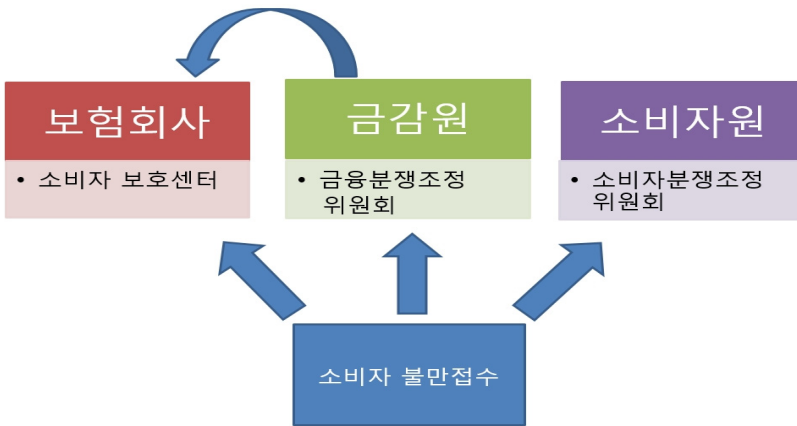 보험회사
금감원
소비자원
• 소비자 보호센터
• 금융분쟁조정
위원회
• 소비자분쟁조정
위원회
소비자 불만접수